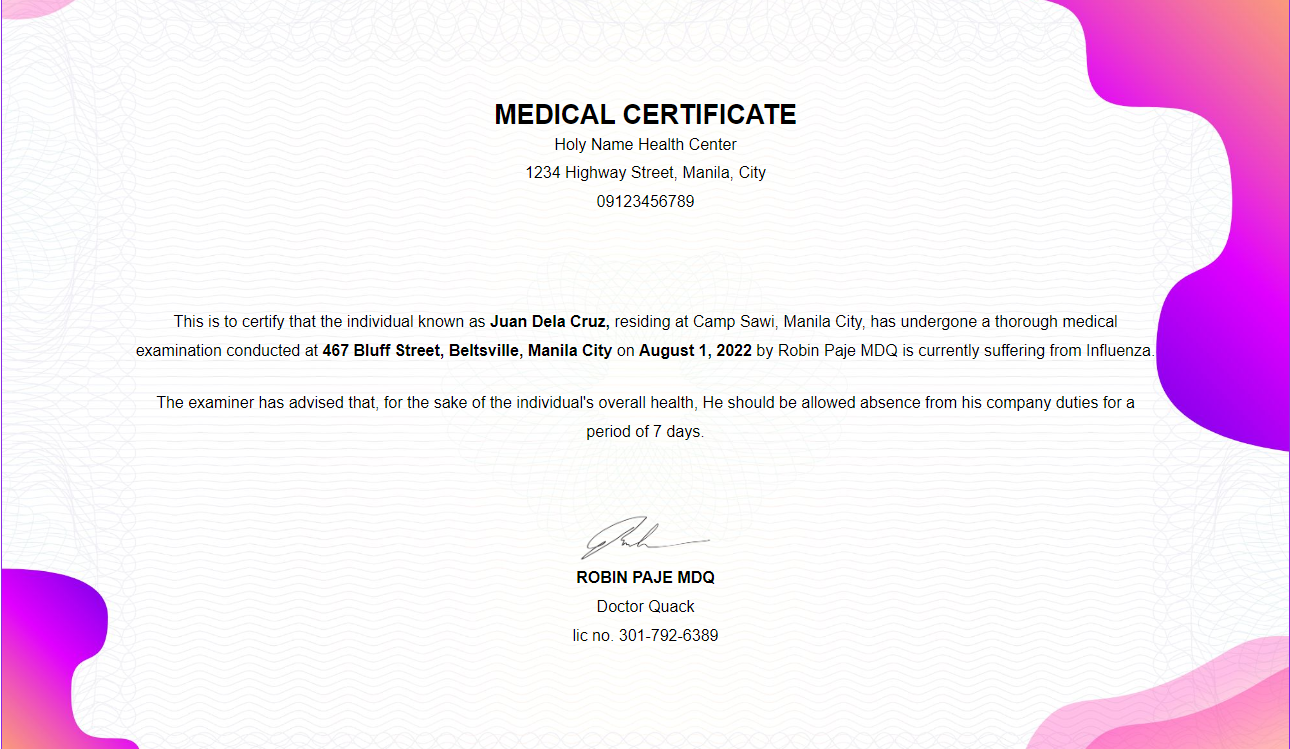 MEDICAL CERTIFICATE
Holy Name Health Center
1234 Highway Street, Manila, City
09123456789
This is to certify that the individual known as Juan Dela Cruz, residing at Camp Sawi, Manila City, has undergone a thorough medical
examination conducted at 467 Bluff Street, Beltsville, Manila City on August 1, 2022 by Robin Paje MDQ is currently suffering from Influenza.
The examiner has advised that, for the sake of the individual's overall health, He should be allowed absence from his company duties for a
period of 7 days.
ROBIN PAJE MDQ
Doctor Quack
lic no. 301-792-6389